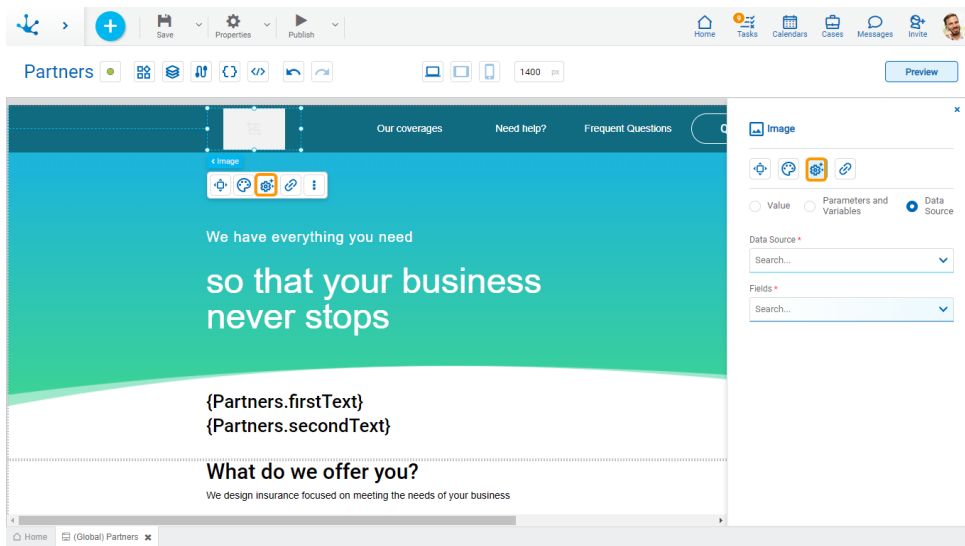 Save
Properties
Publish
Home
9
Tasks
Calendars
Cases
Messages
Invite
Partners
1400 px
Preview
Our coverages
Need help?
Frequent Questions
Image
We have everything you need
so that your business
never stops
{Partners.firstText}
{Partners.secondText}
What do we offer you?
We design insurance focused on meeting the needs of your business
Image
Value
Parameters and
Variables
Data
Source
Data Source *
Search...
Fields *
Search...
Home
(Global) Partners